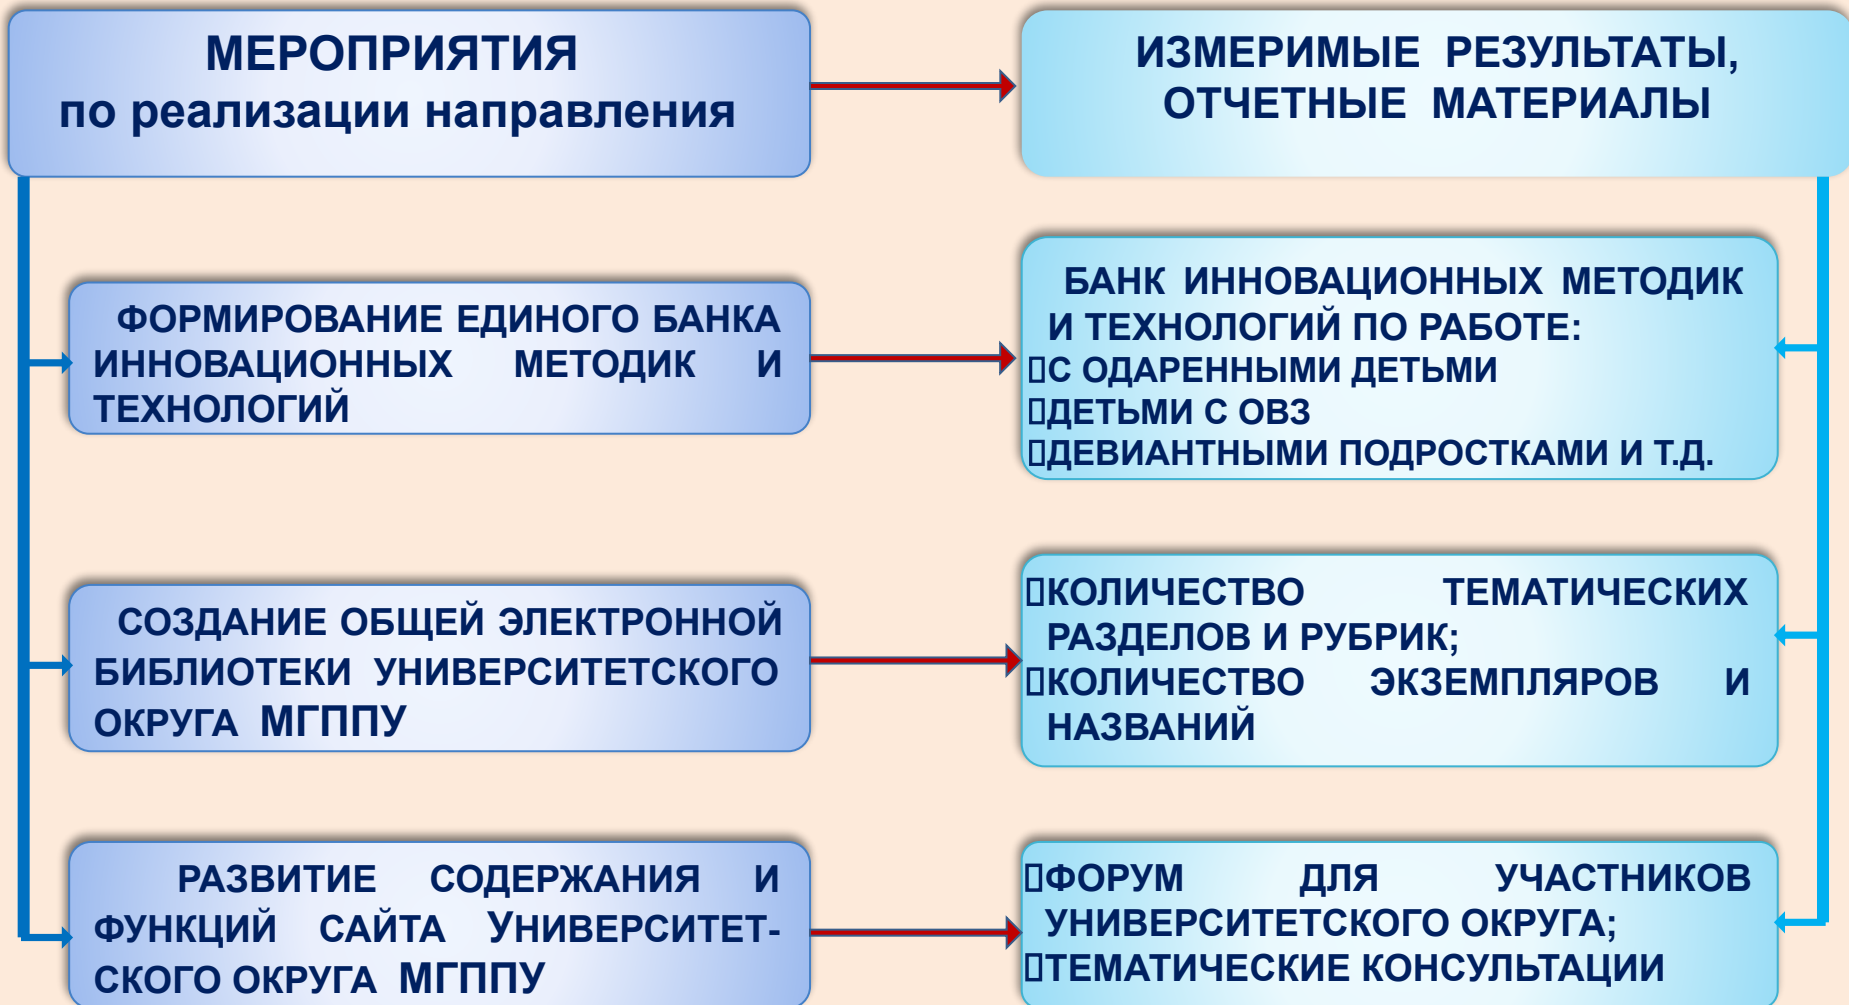 МЕРОПРИЯТИЯ
по реализации направления
ИЗМЕРИМЫЕ РЕЗУЛЬТАТЫ,
ОТЧЕТНЫЕ МАТЕРИАЛЫ
ФОРМИРОВАНИЕ ЕДИНОГО БАНКА
ИННОВАЦИОННЫХ МЕТОДИК И
ТЕХНОЛОГИЙ
БАНК ИННОВАЦИОННЫХ МЕТОДИК
И ТЕХНОЛОГИЙ ПО РАБОТЕ:
С ОДАРЕННЫМИ ДЕТЬМИ
ДЕТЬМИ С ОВЗ
ДЕВИАНТНЫМИ ПОДРОСТКАМИ И Т.Д.
СОЗДАНИЕ ОБЩЕЙ ЭЛЕКТРОННОЙ
БИБЛИОТЕКИ УНИВЕРСИТЕТСКОГО
ОКРУГА МГППУ
КОЛИЧЕСТВО ТЕМАТИЧЕСКИХ
РАЗДЕЛОВ И РУБРИК;
КОЛИЧЕСТВО ЭКЗЕМПЛЯРОВ И
НАЗВАНИЙ
РАЗВИТИЕ СОДЕРЖАНИЯ И
ФУНКЦИЙ САЙТА УНИВЕРСИТЕТ-
СКОГО ОКРУГА МГППУ
ФОРУМ ДЛЯ УЧАСТНИКОВ
УНИВЕРСИТЕТСКОГО ОКРУГА;
ТЕМАТИЧЕСКИЕ КОНСУЛЬТАЦИИ